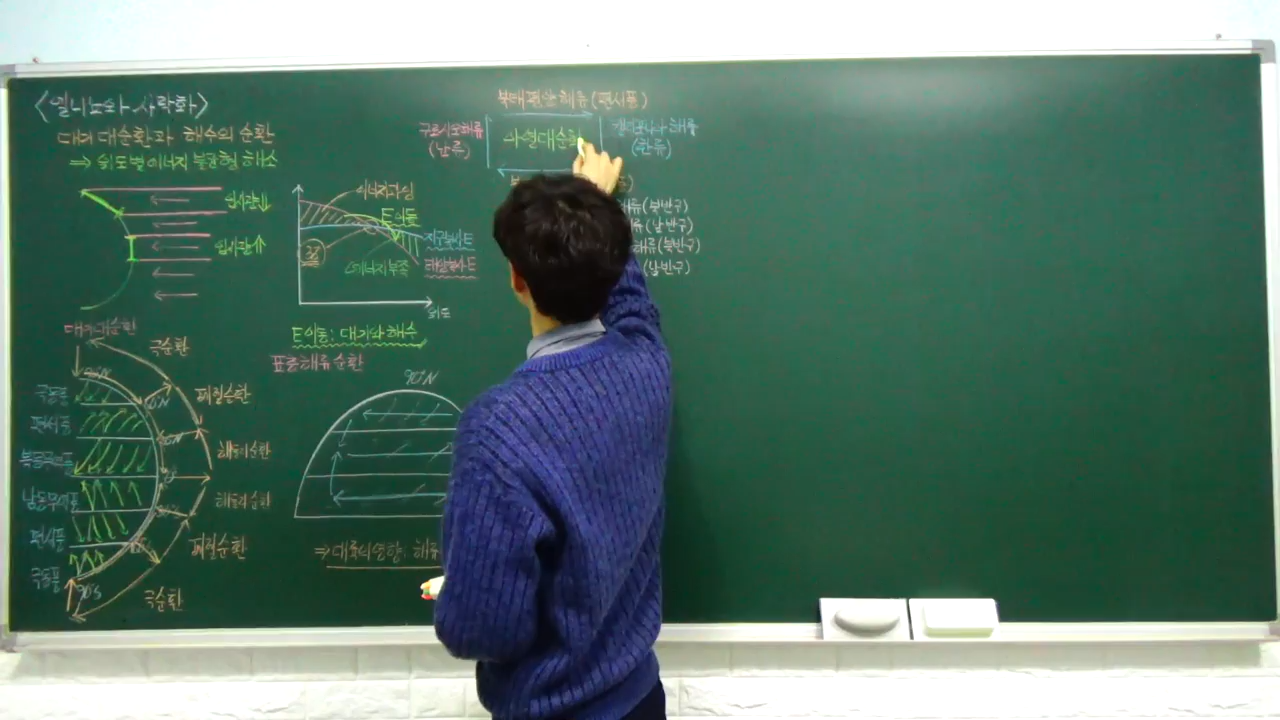 <엘니뇨와 사막화>
대기 대순환과 해수의 순환
⇒ 위도별 에너지 불균형 해소
입사량↓
입사량↑
에너지과잉
E이동
지구복사E
태양복사E
38°
에너지 부족
위도
E이동: 대기와 해수
대기대순환
극순환
90°N
극동풍
60°N
페렐순환
편서풍
30°N
해들리 순환
북동무역풍
0°
남동무역풍
해들리 순환
편서풍
페렐순환
극동풍
90°S
극순환
표층해류 순환
90°N
⇒ 대륙의 영향: 해류
북태평양 해류 (편서풍)
구로시오해류
(난류)
아열대순환
캘리포니아 해류
(한류)
해류(북반구)
류(남반구)
해류(북반구)
(남반구)